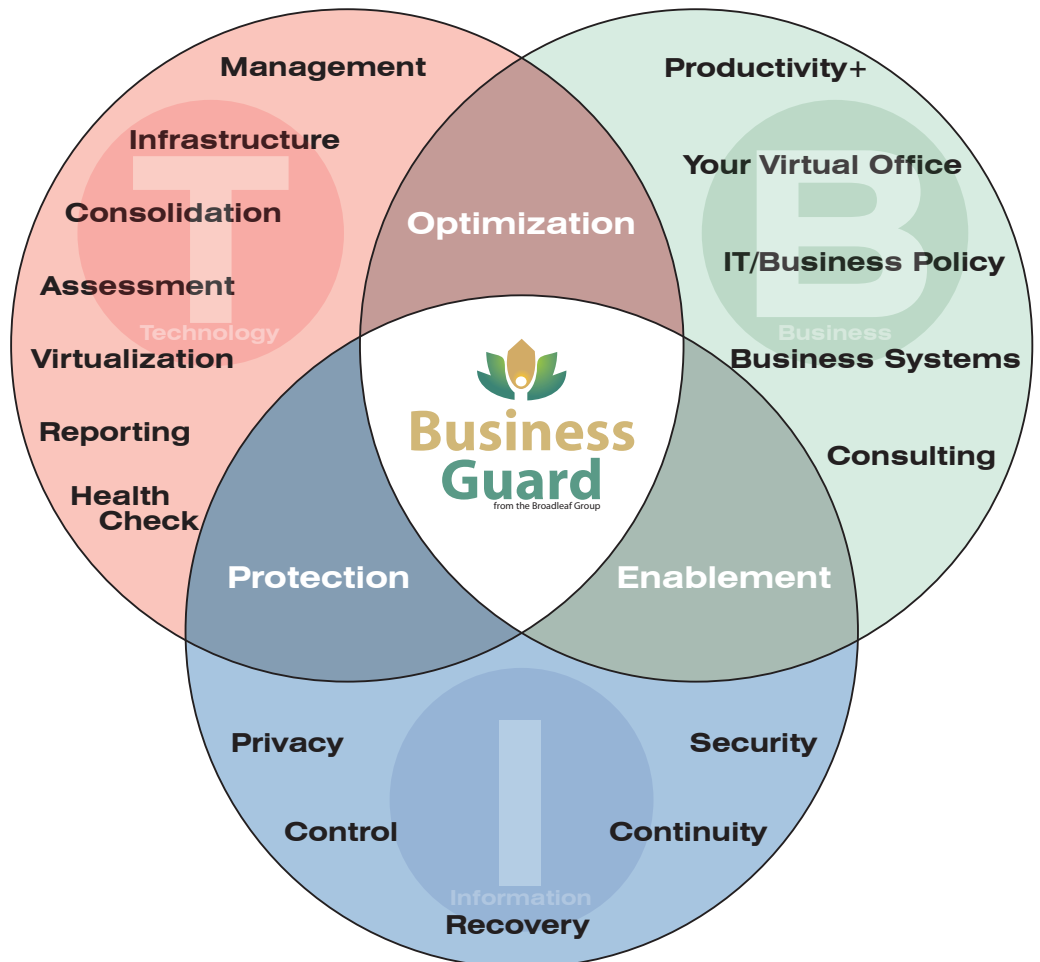 Management
Infrastructure
Consolidation
Assessment
T
Technology
Virtualization
Reporting
Health
Check
Optimization
Productivity+
Your Virtual Office
IT/Business Policy
B
Business
Business Systems
Consulting
Business
Guard
from the Broadleaf Group
Protection
Enablement
Privacy
Security
Control
Continuity
I
Information
Recovery